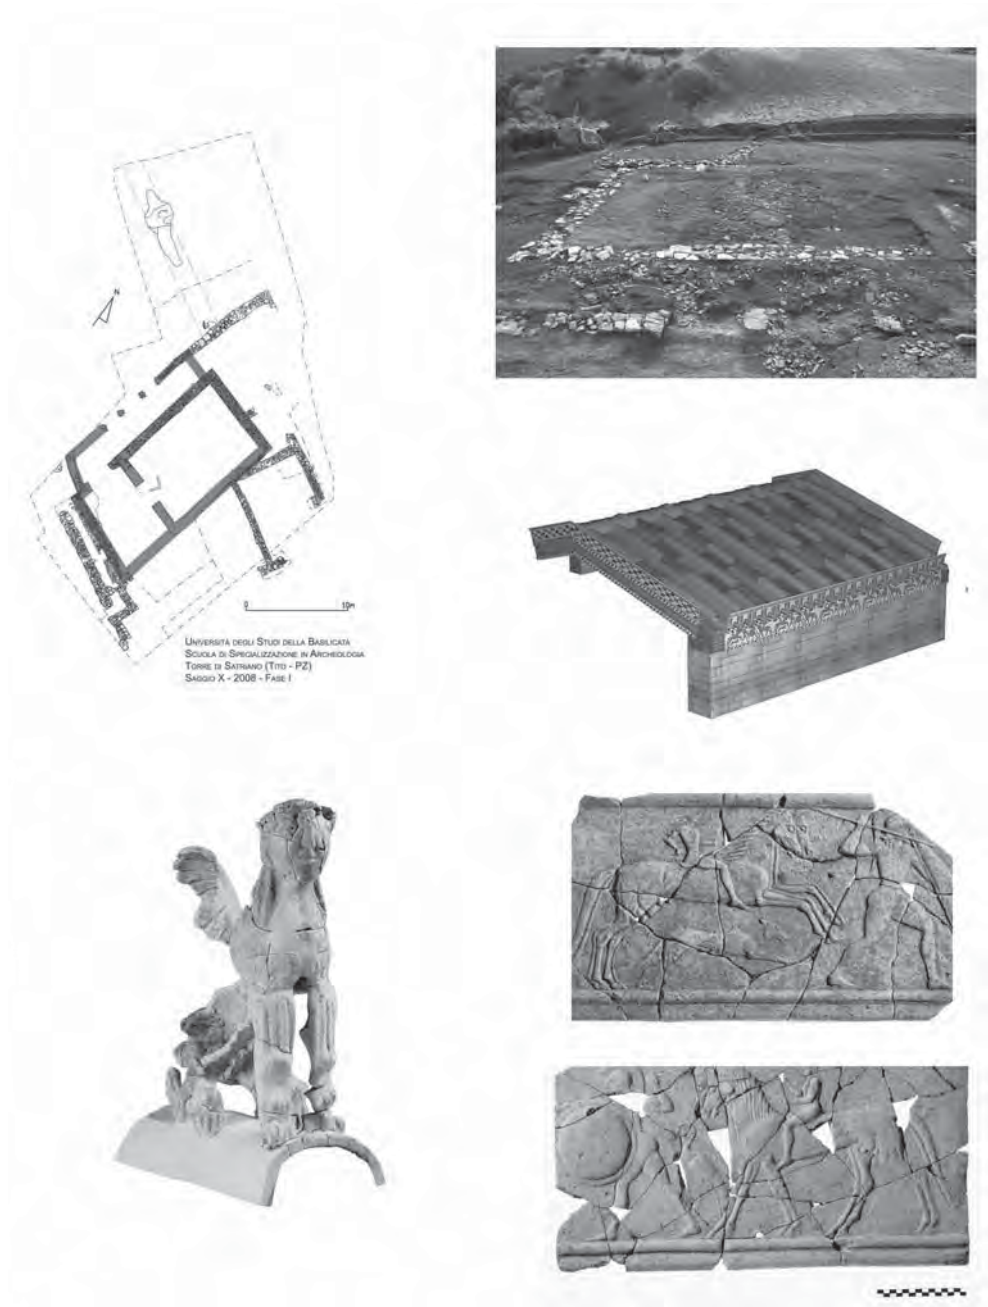 N
0 10M
UNIVERSITÀ DEGLI STUDI DELLA BASILICATA
SCUOLA DI SPECIALIZZAZIONE IN ARCHEOLOGIA
TORRE DI SATRIANO (TITO - PZ)
SAGGIO X - 2008 - FASE I